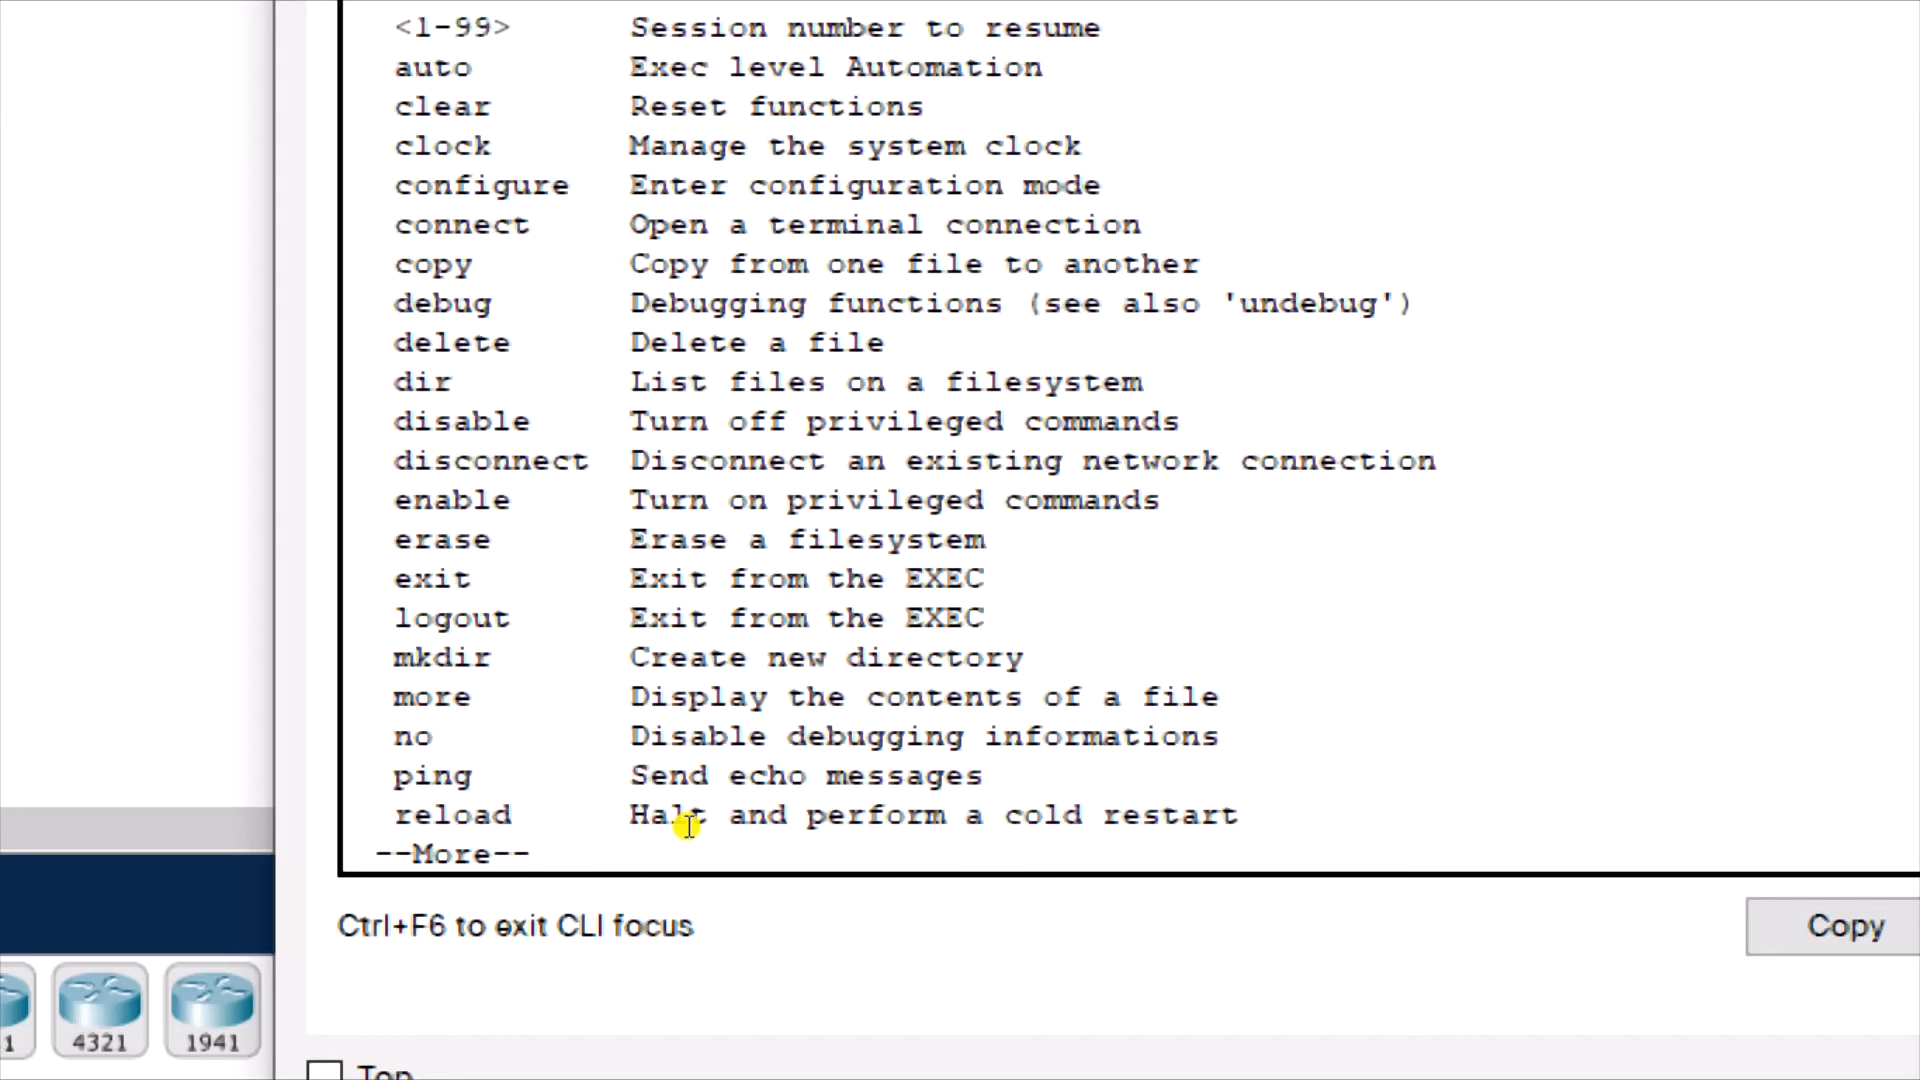 <1-99> Session number to resume
auto Exec level Automation
clear Reset functions
clock Manage the system clock
configure Enter configuration mode
connect Open a terminal connection
copy Copy from one file to another
debug Debugging functions (see also 'undebug')
delete Delete a file
dir List files on a filesystem
disable Turn off privileged commands
disconnect Disconnect an existing network connection
enable Turn on privileged commands
erase Erase a filesystem
exit Exit from the EXEC
logout Exit from the EXEC
mkdir Create new directory
more Display the contents of a file
no Disable debugging informations
ping Send echo messages
reload Halt and perform a cold restart
--More--
Ctrl+F6 to exit CLI focus
Copy
1 4321 1941
Top